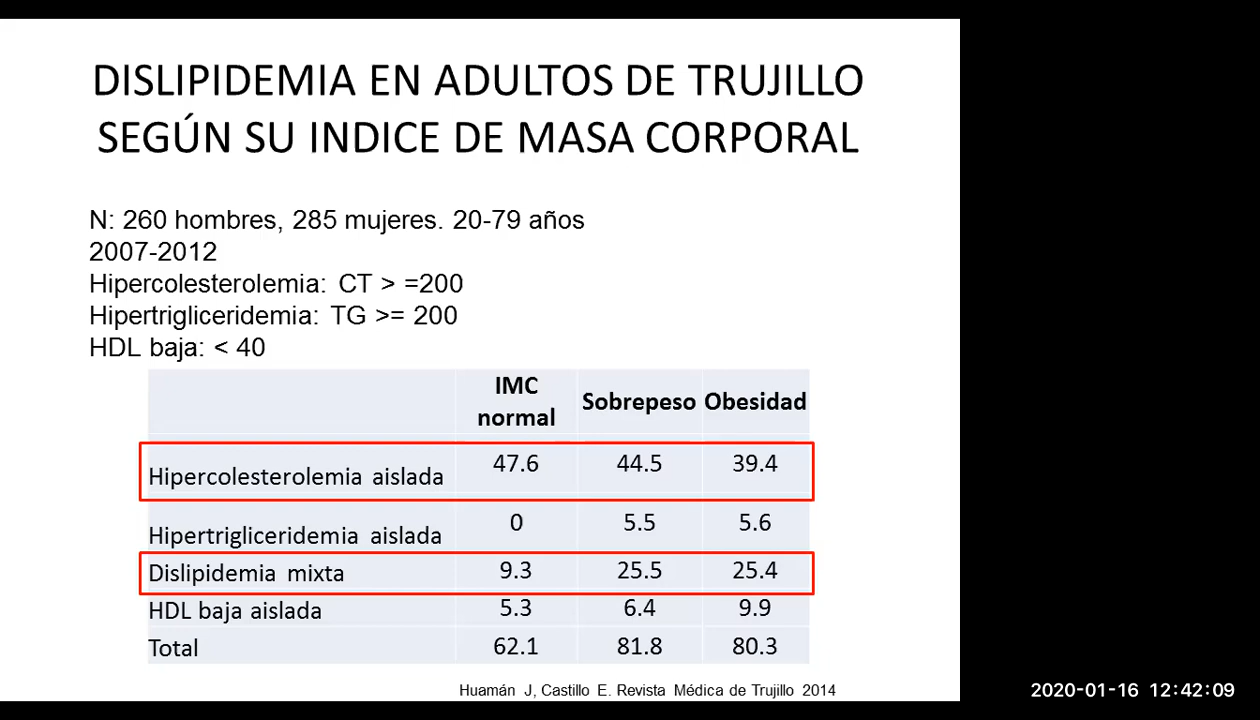 DISLIPIDEMIA EN ADULTOS DE TRUJILLO
SEGÚN SU INDICE DE MASA CORPORAL
N: 260 hombres, 285 mujeres. 20-79 años
2007-2012
Hipercolesterolemia: CT > =200
Hipertrigliceridemia: TG >= 200
HDL baja: < 40
IMC normal Sobrepeso Obesidad
Hipercolesterolemia aislada 47.6 44.5 39.4
Hipertrigliceridemia aislada 0 5.5 5.6
Dislipidemia mixta 9.3 25.5 25.4
HDL baja aislada 5.3 6.4 9.9
Total 62.1 81.8 80.3
Huamán J, Castillo E. Revista Médica de Trujillo 2014
2020-01-16 12:42:09